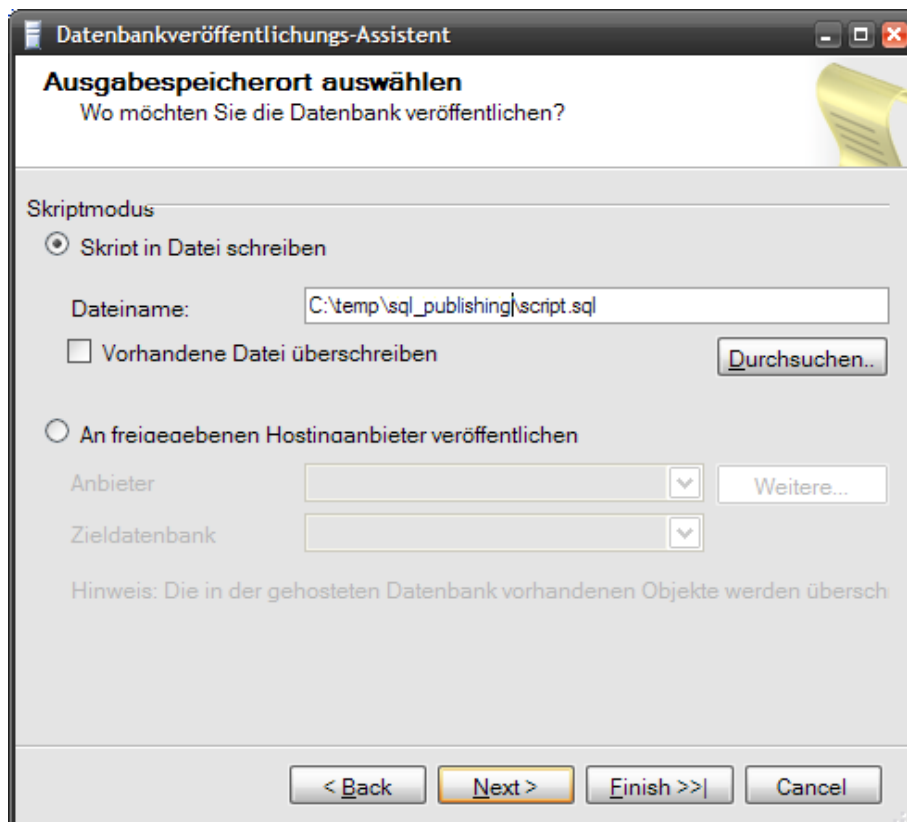 Datenbankveröffentlichungs-Assistent
Ausgabespeicherort auswählen
Wo möchten Sie die Datenbank veröffentlichen?
Skriptmodus
Skript in Datei schreiben
Dateiname: C:\temp\sql_publishing\script.sql
Vorhandene Datei überschreiben Durchsuchen..
An freigegebenen Hostinganbieter veröffentlichen
Anbieter Weitere...
Zieldatenbank
Hinweis: Die in der gehosteten Datenbank vorhandenen Objekte werden übersch
< Back Next > Finish >>| Cancel